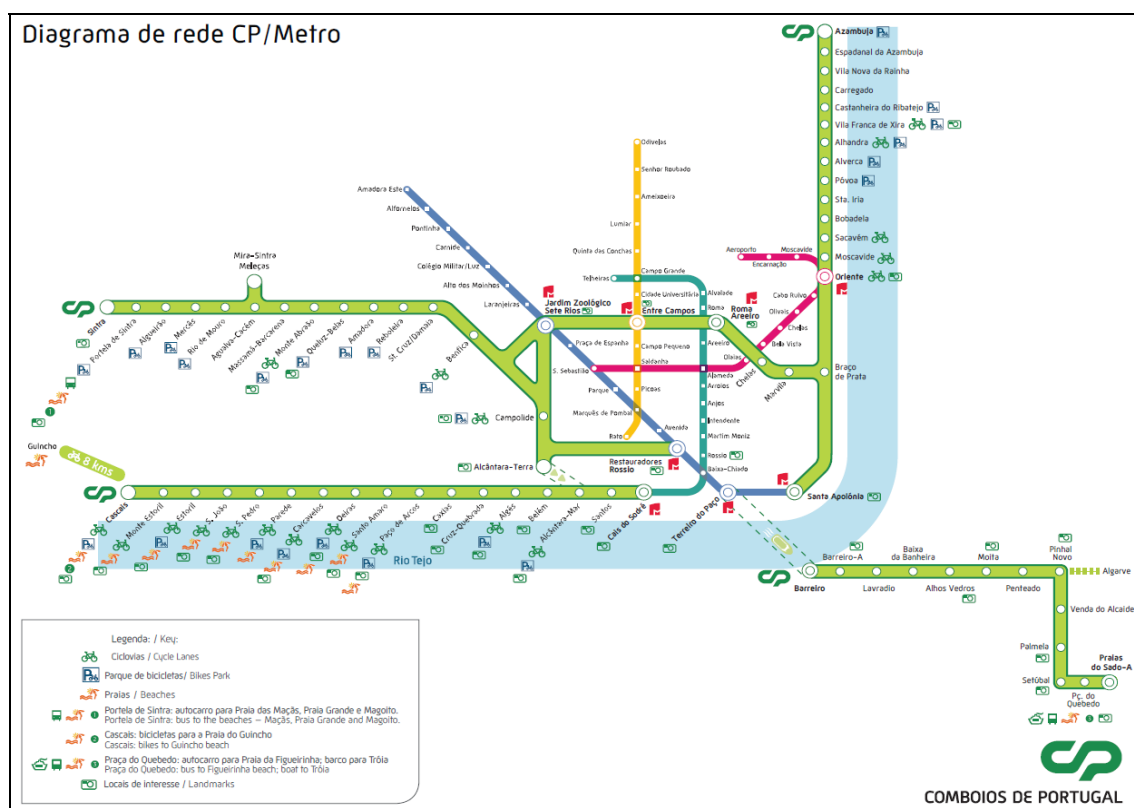 Diagrama de rede CP/Metro
Azambuja
Espadanal da Azambuja
Vila Nova da Rainha
Carregado
Castanheira do Ribatejo
Vila Franca de Xira
Alhandra
Alverca
Póvoa
Sta. Iria
Bobadela
Sacavém
Moscavide
Oriente
Braço
de Prata
Odivelas
Senhor Roubado
Ameixoeira
Lumiar
Quinta das Conchas
Telheiras
Campo Grande
Cidade Universitária
Entre Campos
Campo Pequeno
Saldanha
Picoas
Marquês de Pombal
Rato
Amadora Este
Alfornelos
Pontinha
Carnide
Colégio Militar/Luz
Alto dos Moinhos
Laranjeiras
Jardim Zoológico
Sete Rios
Praça de Espanha
S. Sebastião
Parque
Avenida
Restauradores
Rossio
Baixa-Chiado
Terreiro do Paço
Santa Apolónia
Aeroporto
Encarnação
Moscavide
Cabo Ruivo
Olivais
Chelas
Bela Vista
Olaias
Alvalade
Roma
Roma
Areeiro
Areeiro
Alameda
Arroios
Anjos
Intendente
Martim Moniz
Rossio
Chelas
Marvila
Mira-Sintra
Meleças
Sintra
Portela de Sintra
Algueirão
Mercês
Rio de Mouro
Agualva-Cacém
Massamá-Barcarena
Monte Abraão
Queluz-Belas
Amadora
Reboleira
St. Cruz/Damaia
Benfica
Campolide
Alcântara-Terra
1
Guincho
8 kms
Cascais
Monte Estoril
Estoril
S. João
S. Pedro
Parede
Carcavelos
Oeiras
Santo Amaro
Paço de Arcos
Caxias
Cruz-Quebrada
Algés
Belém
Alcântara-Mar
Santos
Cais do Sodré
2
Rio Tejo
Barreiro
Barreiro-A
Lavradio
Baixa
da Banheira
Alhos Vedros
Moita
Penteado
Pinhal
Novo
Algarve
Venda do Alcaide
Palmela
Setúbal
Pç. do
Quebedo
Praias
do Sado-A
Legenda: / Key:
Ciclovias / Cycle Lanes
Parque de bicicletas/ Bikes Park
Praias / Beaches
1 Portela de Sintra: autocarro para Praia das Maçãs, Praia Grande e Magoito.
Portela de Sintra: bus to the beaches — Maçãs, Praia Grande and Magoito.
2 Cascais: bicicletas para a Praia do Guincho
Cascais: bikes to Guincho beach
Praça do Quebedo: autocarro para Praia da Figueirinha; barco para Tróia
Praça do Quebedo: bus to Figueirinha beach; boat to Tróia
Locais de interesse / Landmarks
CP
COMBOIOS DE PORTUGAL